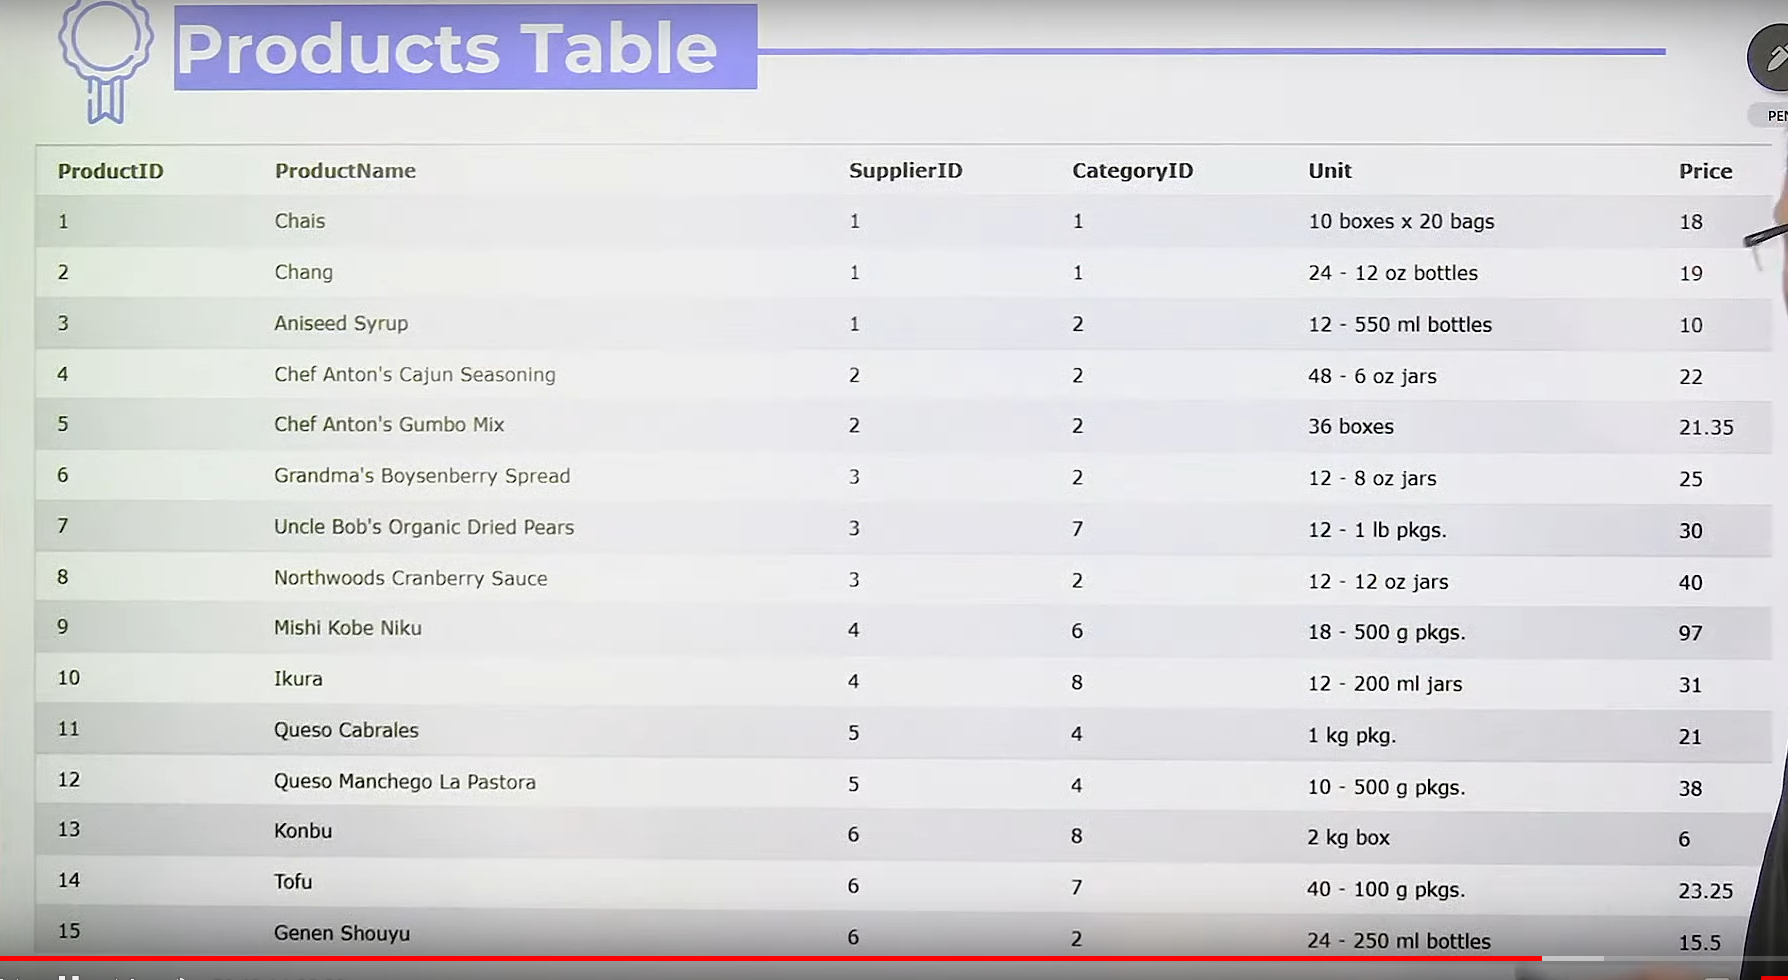 Products Table
PEN
ProductID ProductName SupplierID CategoryID Unit Price
1 Chais 1 1 10 boxes x 20 bags 18
2 Chang 1 1 24 - 12 oz bottles 19
3 Aniseed Syrup 1 2 12 - 550 ml bottles 10
4 Chef Anton's Cajun Seasoning 2 2 48 - 6 oz jars 22
5 Chef Anton's Gumbo Mix 2 2 36 boxes 21.35
6 Grandma's Boysenberry Spread 3 2 12 - 8 oz jars 25
7 Uncle Bob's Organic Dried Pears 3 7 12 - 1 lb pkgs. 30
8 Northwoods Cranberry Sauce 3 2 12 - 12 oz jars 40
9 Mishi Kobe Niku 4 6 18 - 500 g pkgs. 97
10 Ikura 4 8 12 - 200 ml jars 31
11 Queso Cabrales 5 4 1 kg pkg. 21
12 Queso Manchego La Pastora 5 4 10 - 500 g pkgs. 38
13 Konbu 6 8 2 kg box 6
14 Tofu 6 7 40 - 100 g pkgs. 23.25
15 Genen Shouyu 6 2 24 - 250 ml bottles 15.5